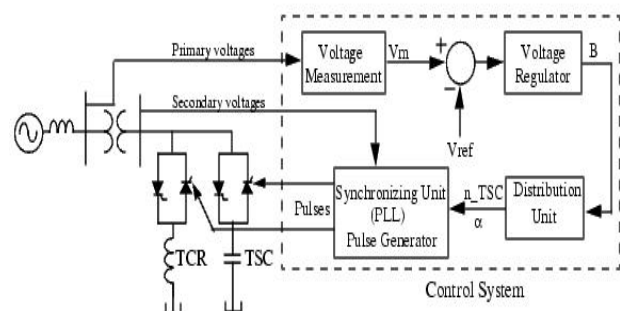 Primary voltages
Voltage
Measurement
Vm
+
−
Voltage
Regulator
B
Secondary voltages
Vref
Pulses
Synchronizing Unit
(PLL)
Pulse Generator
n_TSC
α
Distribution
Unit
TCR
TSC
Control System